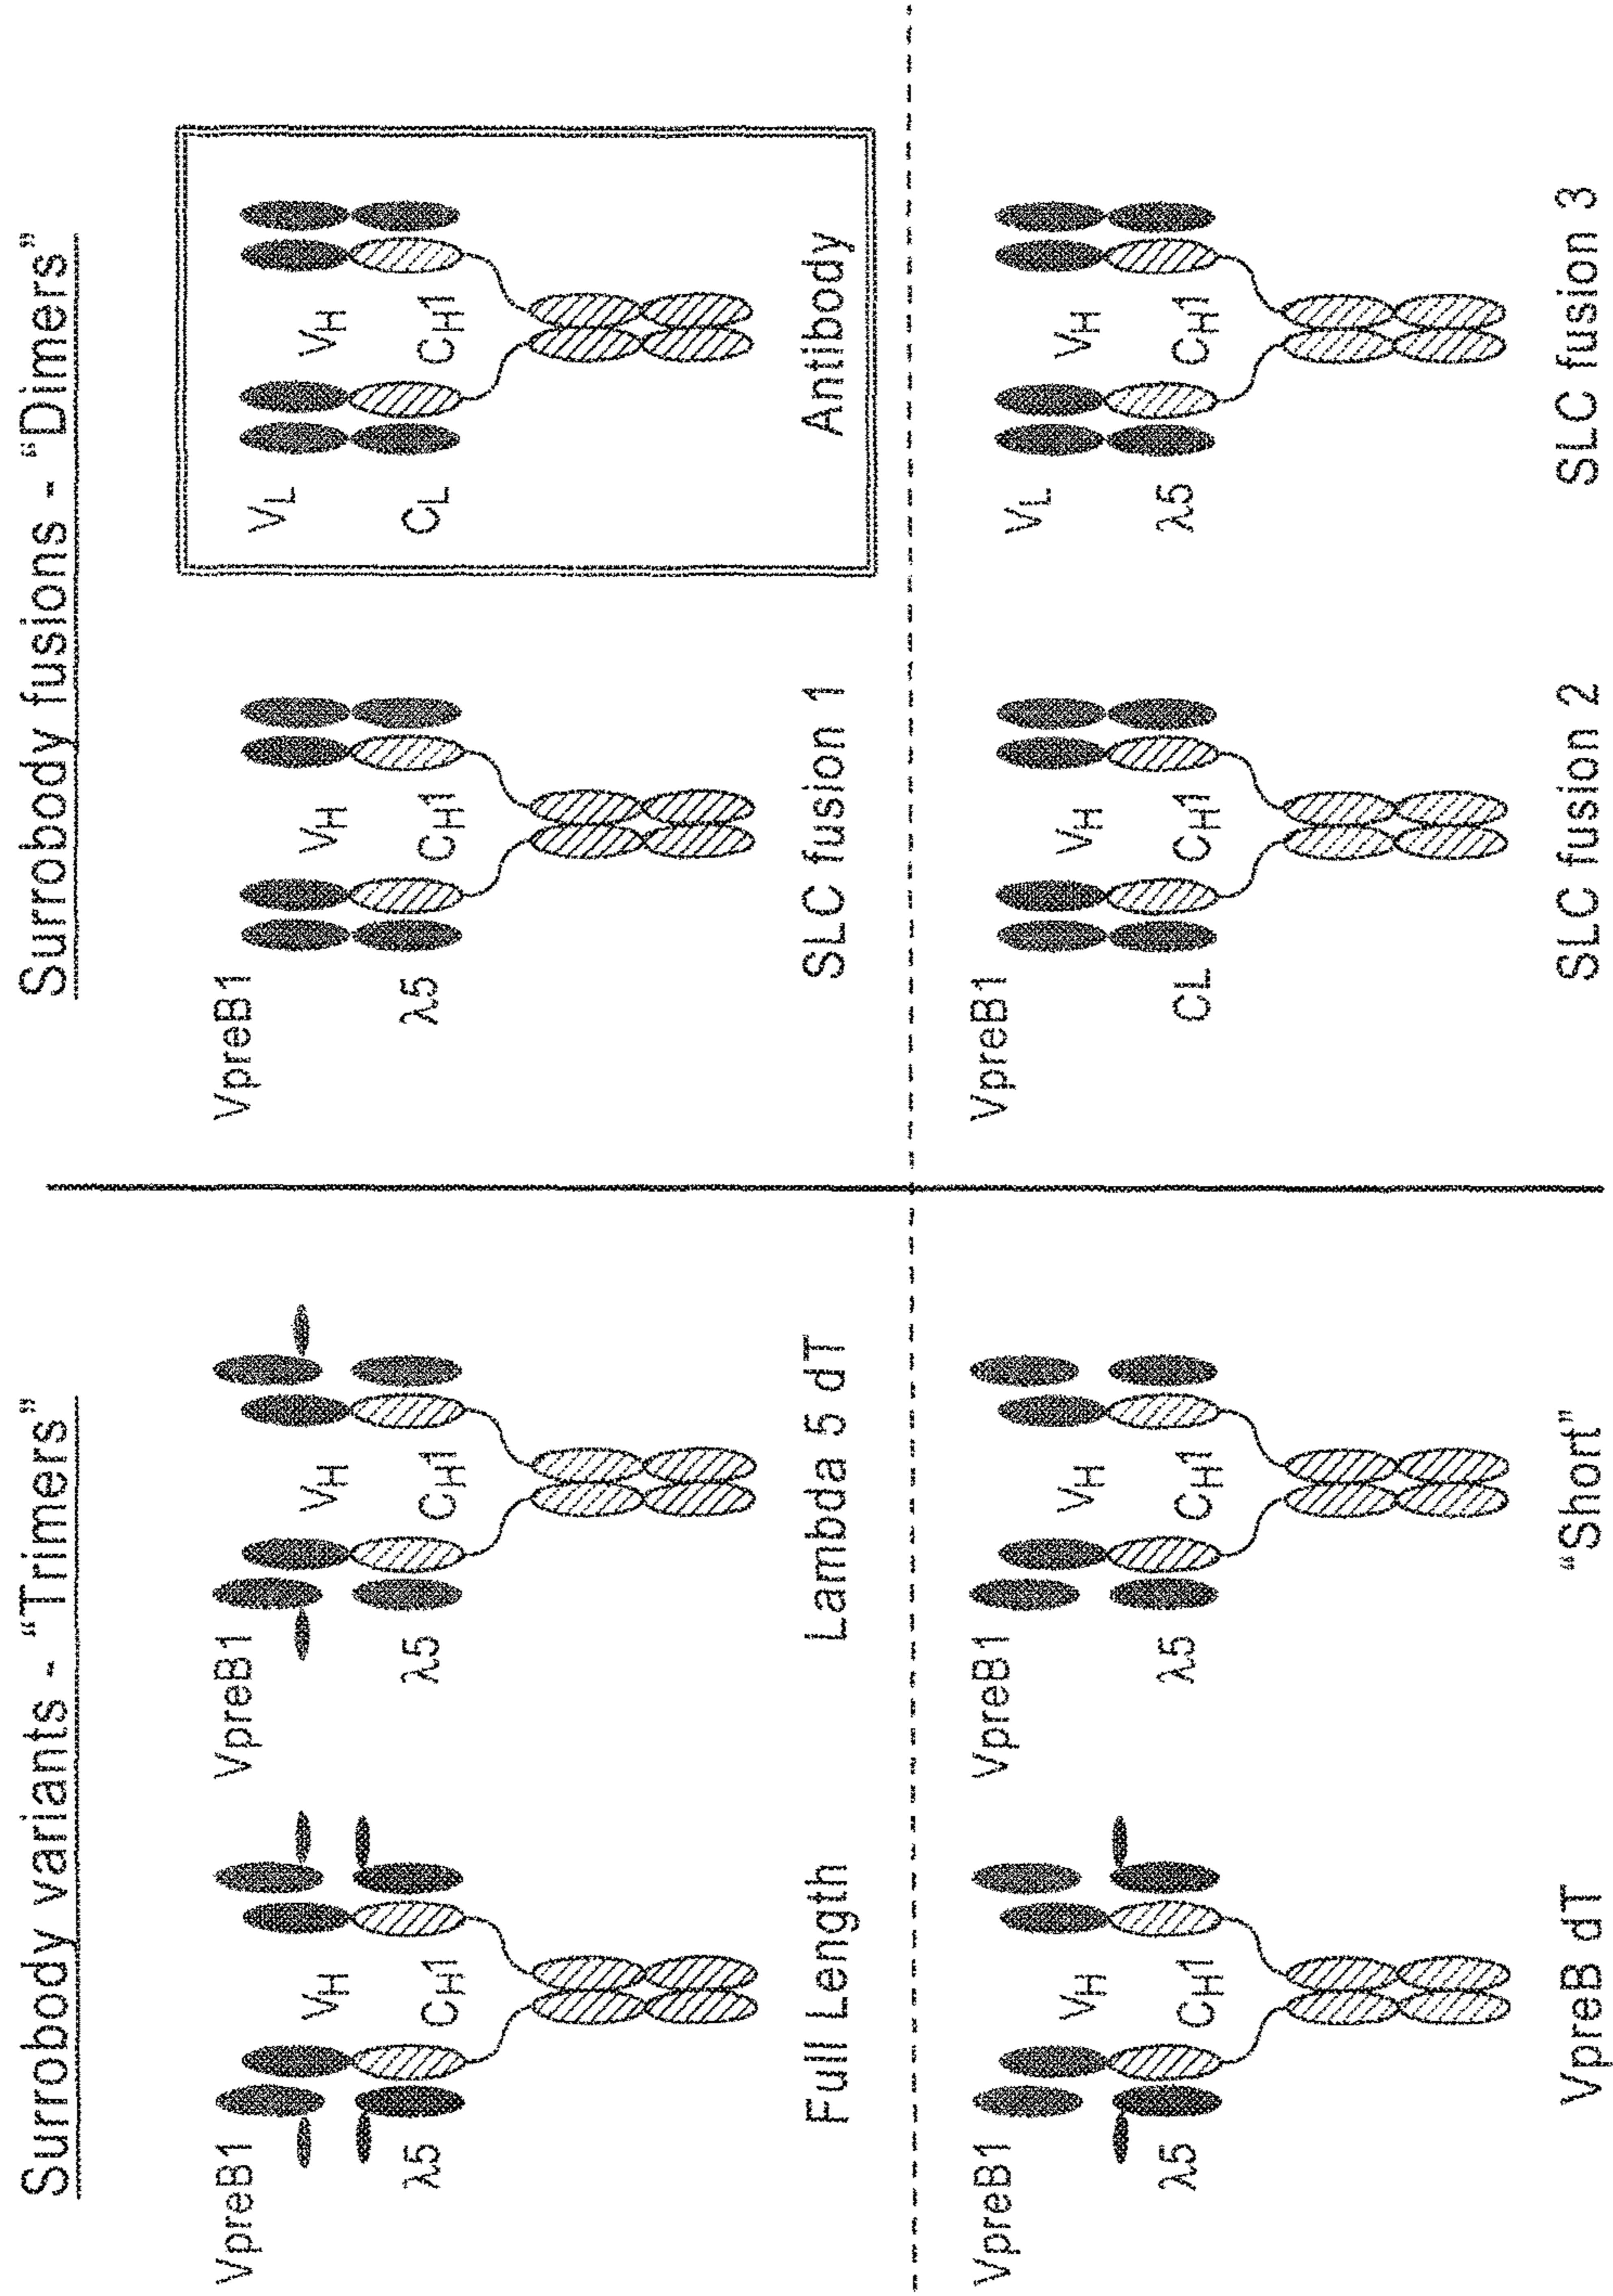 Surrobody variants - “Trimers”
VpreB1
VH
λ5
CH1
Full Length
VpreB1
VH
λ5
CH1
Lambda 5 dT
VpreB1
VH
λ5
CH1
VpreB dT
VpreB1
VH
λ5
CH1
“Short”
Surrobody fusions - “Dimers”
VpreB1
VH
λ5
CH1
SLC fusion 1
VL
VH
CL
CH1
Antibody
VpreB1
VH
CL
CH1
SLC fusion 2
VL
VH
λ5
CH1
SLC fusion 3